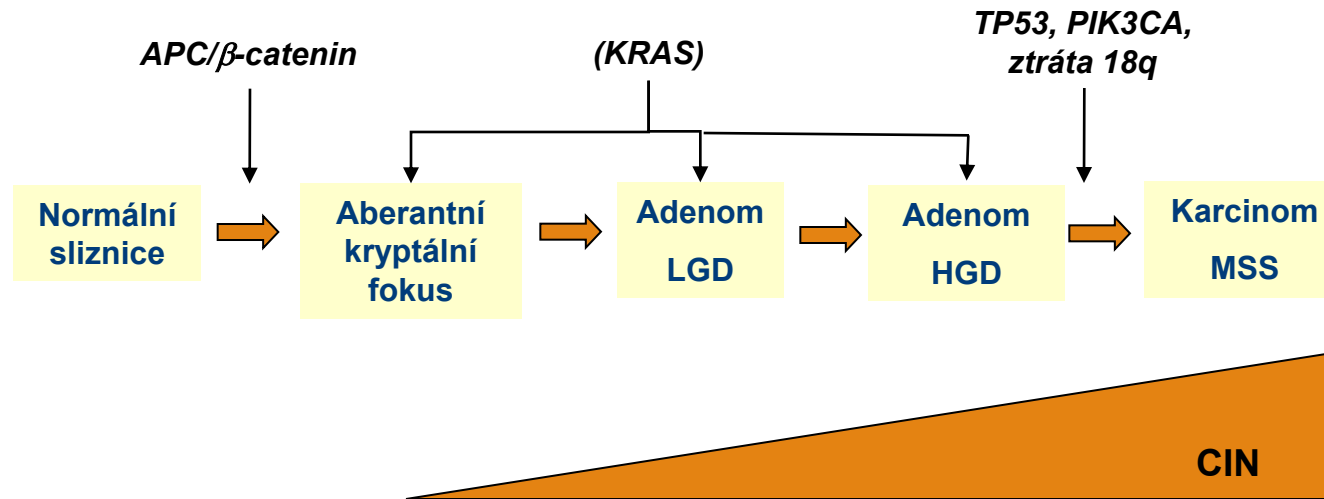 APC/β-catenin
(KRAS)
TP53, PIK3CA,
ztráta 18q
Normální
sliznice
Aberantní
kryptální
fokus
Adenom
LGD
Adenom
HGD
Karcinom
MSS
CIN